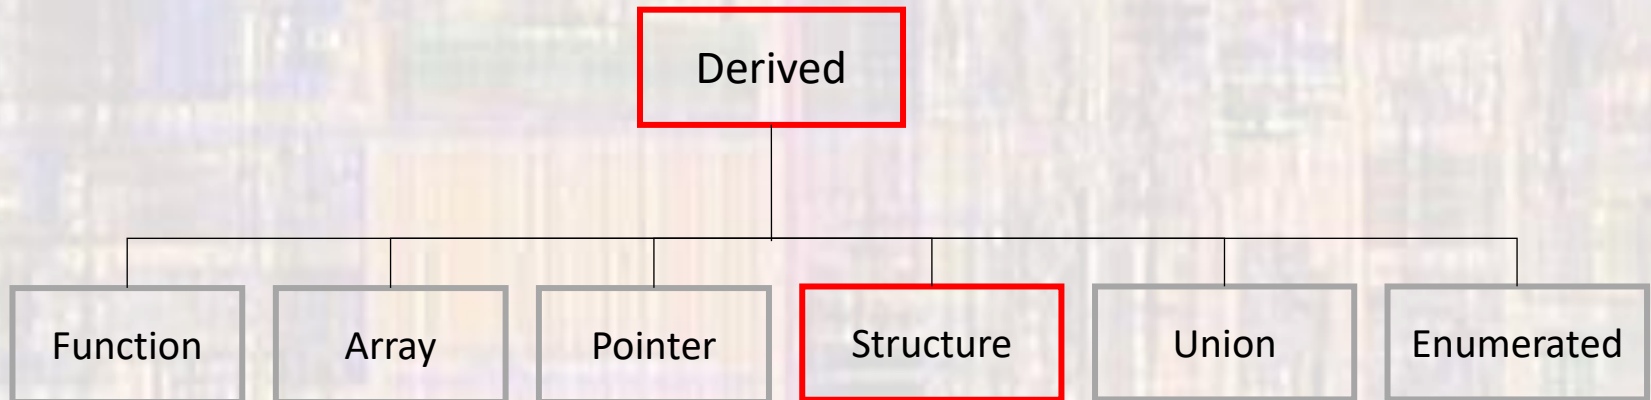 Derived
Function
Array
Pointer
Structure
Union
Enumerated